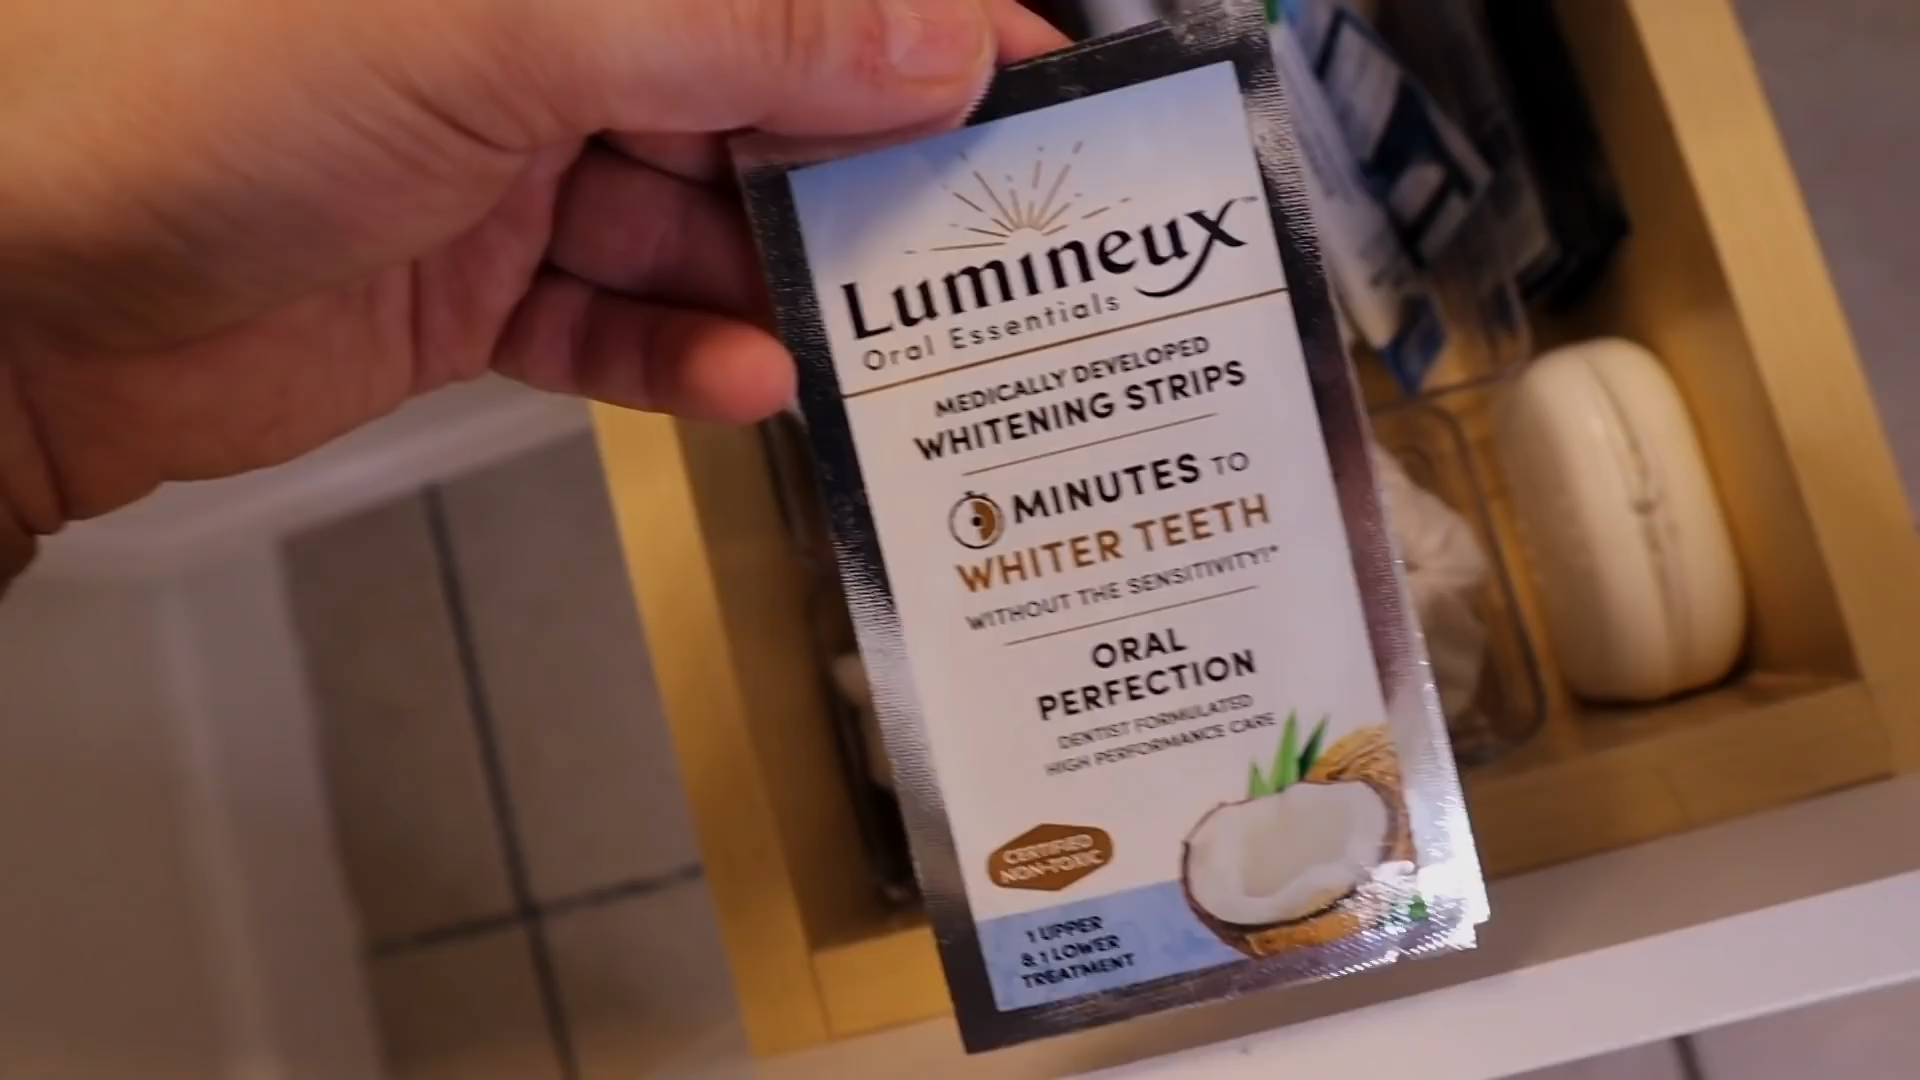 Lumineux™
Oral Essentials
MEDICALLY DEVELOPED
WHITENING STRIPS
MINUTES TO
WHITER TEETH
WITHOUT THE SENSITIVITY!*
ORAL
PERFECTION
DENTIST FORMULATED
HIGH PERFORMANCE CARE
CERTIFIED
NON-TOXIC
1 UPPER
& 1 LOWER
TREATMENT